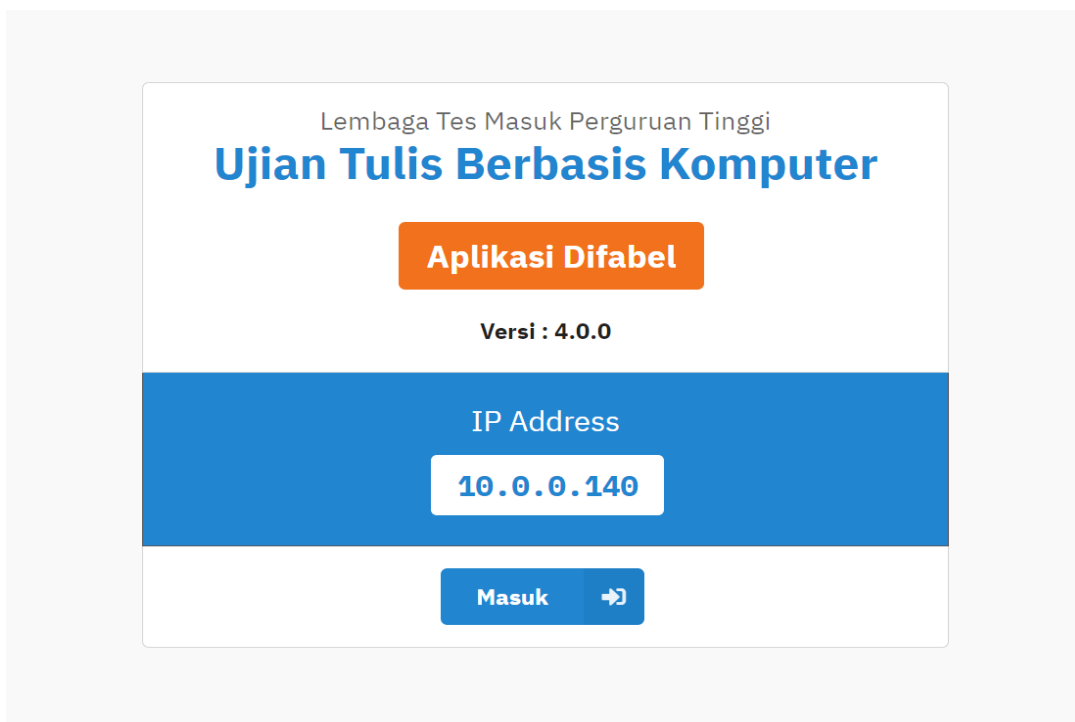 Lembaga Tes Masuk Perguruan Tinggi
Ujian Tulis Berbasis Komputer
Aplikasi Difabel
Versi : 4.0.0
IP Address
10.0.0.140
Masuk